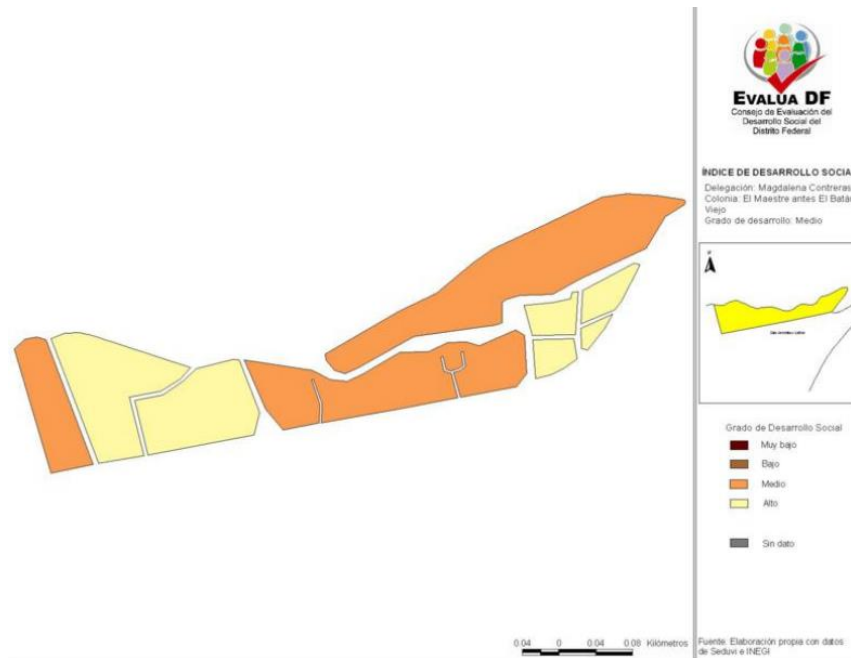 EVALUA DF
Consejo de Evaluación del
Desarrollo Social del
Distrito Federal
ÍNDICE DE DESARROLLO SOCIA
Delegación: Magdalena Contreras
Colonia: El Maestre antes El Batá
Viejo
Grado de desarrollo: Medio
Grado de Desarrollo Social
Muy bajo
Bajo
Medio
Alto
Sin dato
0.04 0 0.04 0.08 Kilómetros
Fuente: Elaboración propia con datos
de Seduvi e INEGI